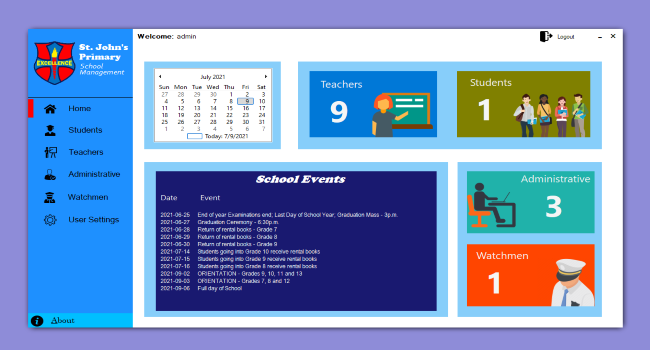 St. John's
Primary
School
Management
EXCELLENCE
Welcome: admin
Logout
Home
Students
Teachers
Administrative
Watchmen
User Settings
About
July 2021
Sun Mon Tue Wed Thu Fri Sat
27 28 29 30 1 2 3
4 5 6 7 8 9 10
11 12 13 14 15 16 17
18 19 20 21 22 23 24
25 26 27 28 29 30 31
1 2 3 4 5 6 7
Today: 7/9/2021
Teachers
9
Students
1
School Events
Date Event
2021-06-25 End of year Examinations end; Last Day of School Year, Graduation Mass - 3p.m.
2021-06-27 Graduation Ceremony - 6:30p.m.
2021-06-28 Return of rental books - Grade 7
2021-06-29 Return of rental books - Grade 8
2021-06-30 Return of rental books - Grade 9
2021-07-14 Students going into Grade 10 receive rental books
2021-07-15 Students going into Grade 9 receive rental books
2021-07-16 Students going into Grade 8 receive rental books
2021-09-02 ORIENTATION - Grades 9, 10, 11 and 13
2021-09-03 ORIENTATION - Grades 7, 8 and 12
2021-09-06 Full day of School
Administrative
3
Watchmen
1